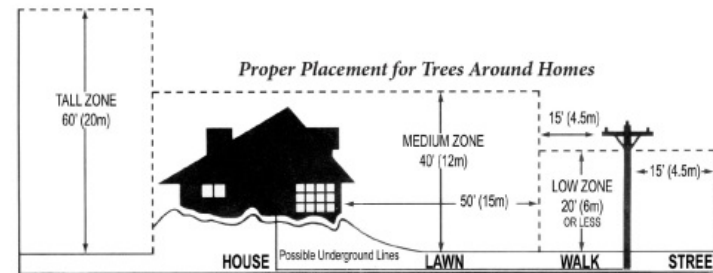 Proper Placement for Trees Around Homes
TALL ZONE
60' (20m)
MEDIUM ZONE
40' (12m)
15' (4.5m)
50' (15m)
LOW ZONE
20' (6m)
OR LESS
15' (4.5m)
HOUSE
Possible Underground Lines
LAWN
WALK
STREE